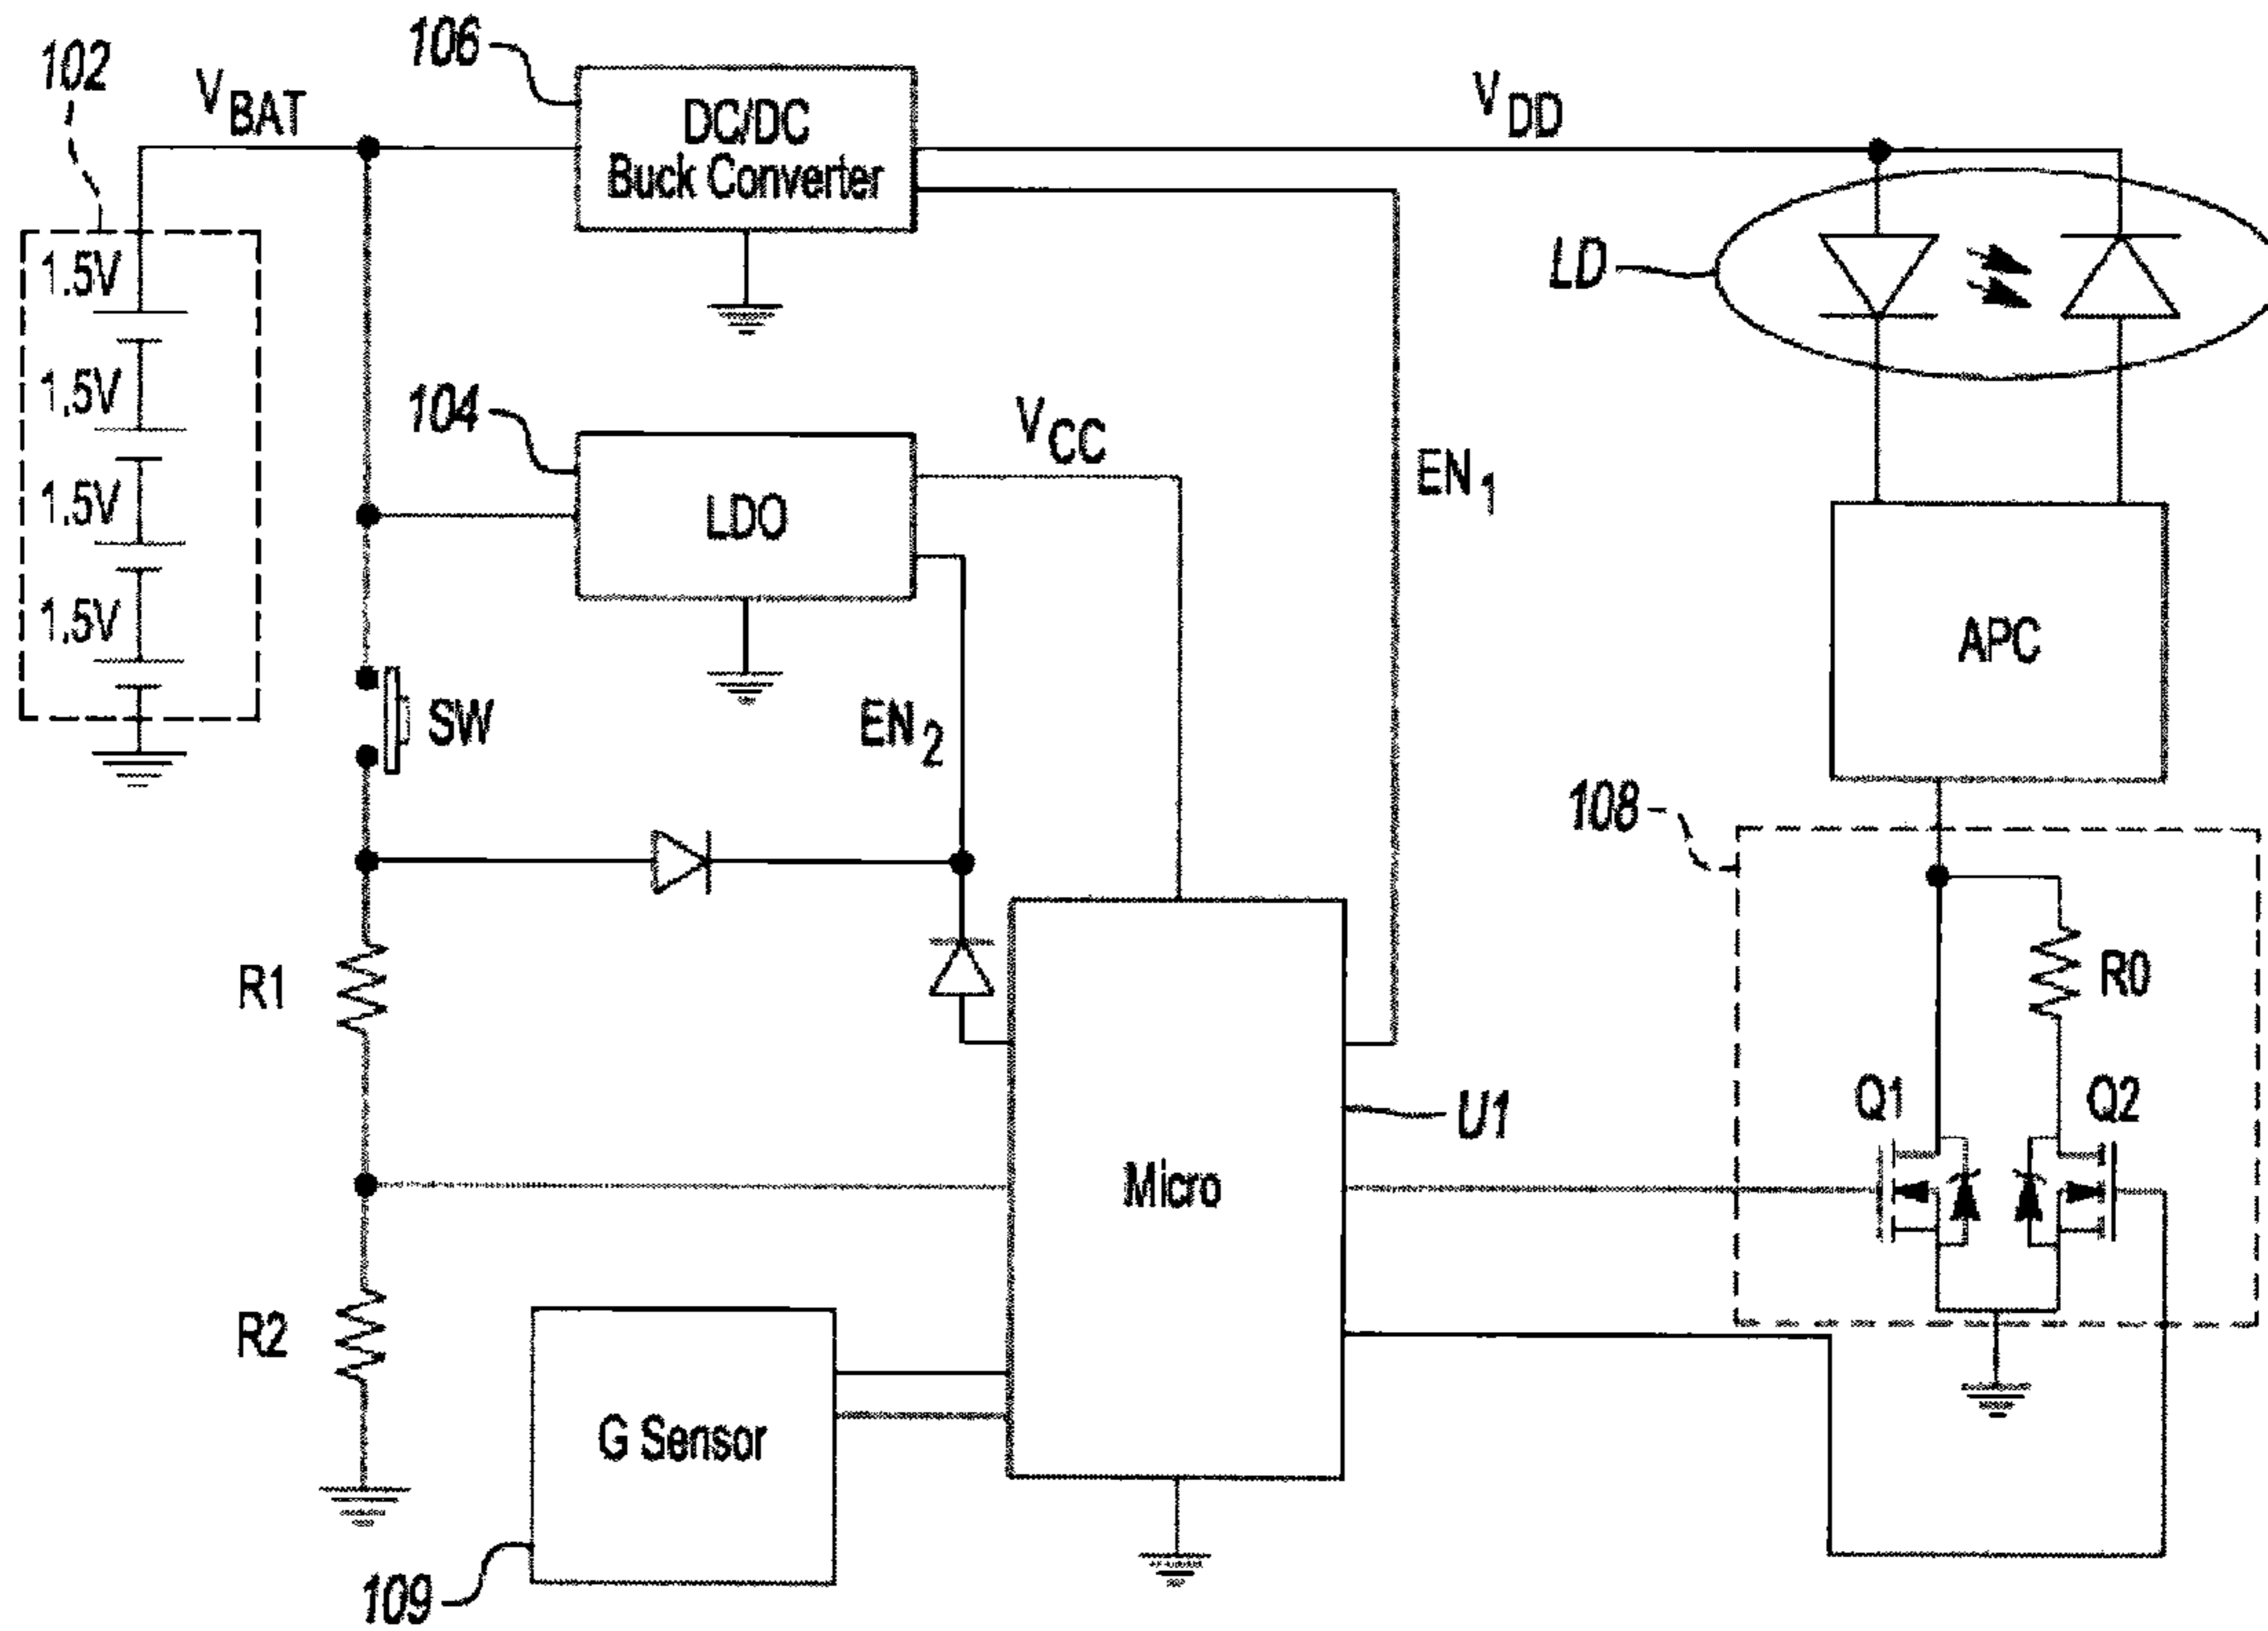 106
102
VBAT
DC/DC
Buck Converter
VDD
1.5V
1.5V
1.5V
1.5V
LD
104
LDO
VCC
EN1
APC
SW
EN2
108
R1
R0
Q1
Q2
U1
Micro
R2
G Sensor
109